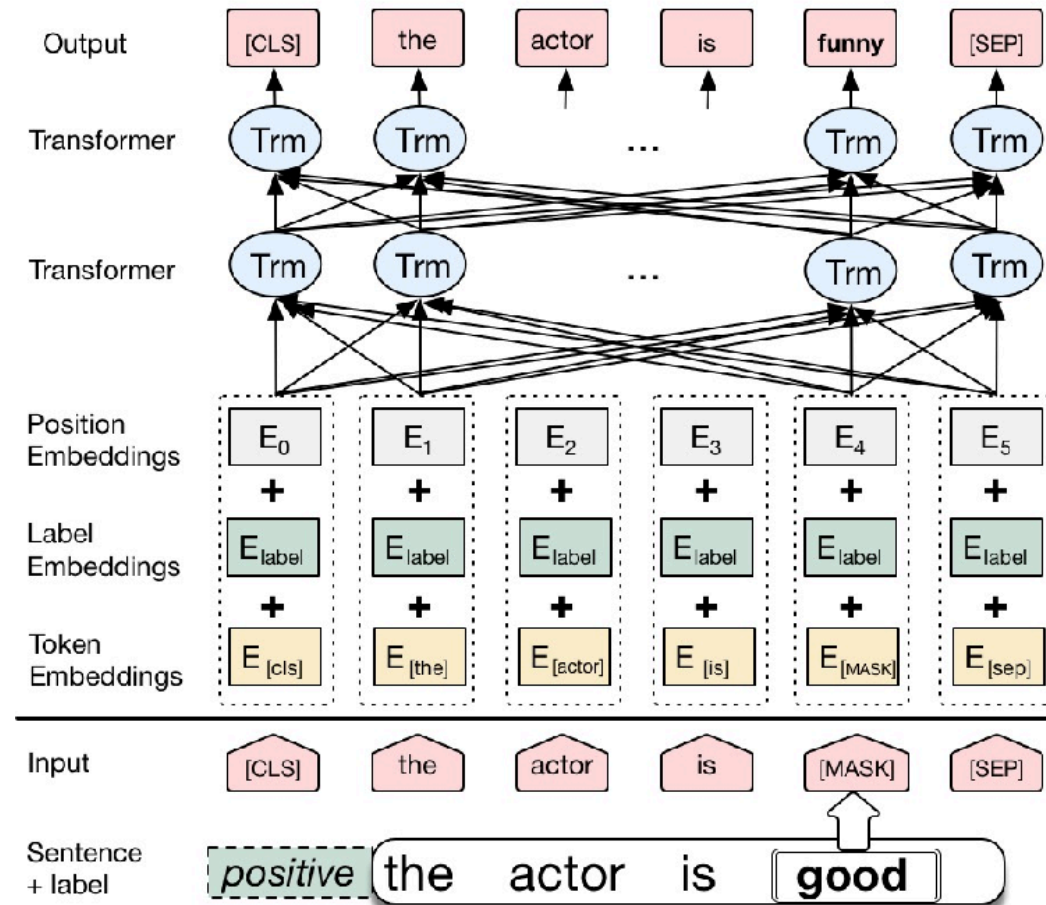 Output [CLS] the actor is funny [SEP]
Transformer Trm Trm ... Trm Trm
Transformer Trm Trm ... Trm Trm
Position
Embeddings
E0 E1 E2 E3 E4 E5
+ + + + + +
Label
Embeddings
Elabel Elabel Elabel Elabel Elabel Elabel
+ + + + + +
Token
Embeddings
E[cls] E[the] E[actor] E[is] E[MASK] E[sep]
Input [CLS] the actor is [MASK] [SEP]
Sentence
+ label
positive the actor is good